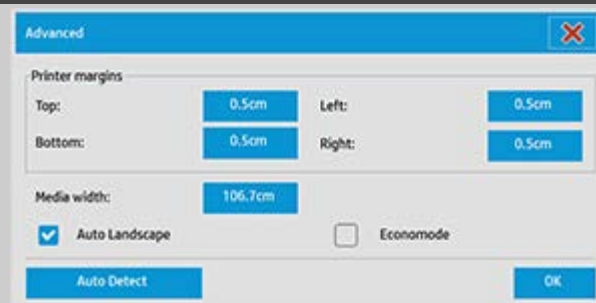 Advanced
Printer margins
Top: 0.5cm Left: 0.5cm
Bottom: 0.5cm Right: 0.5cm
Media width: 106.7cm
Auto Landscape Economode
Auto Detect OK